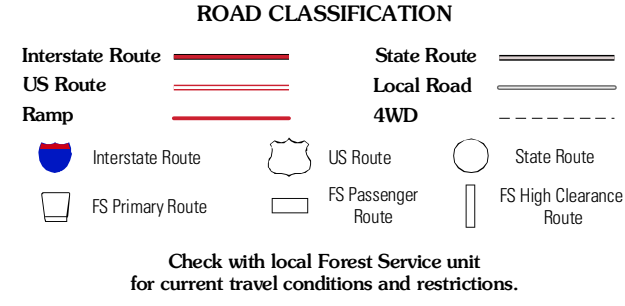 ROAD CLASSIFICATION
Interstate Route
State Route
US Route
Local Road
Ramp
4WD
Interstate Route
US Route
State Route
FS Primary Route
FS Passenger
Route
FS High Clearance
Route
Check with local Forest Service unit
for current travel conditions and restrictions.